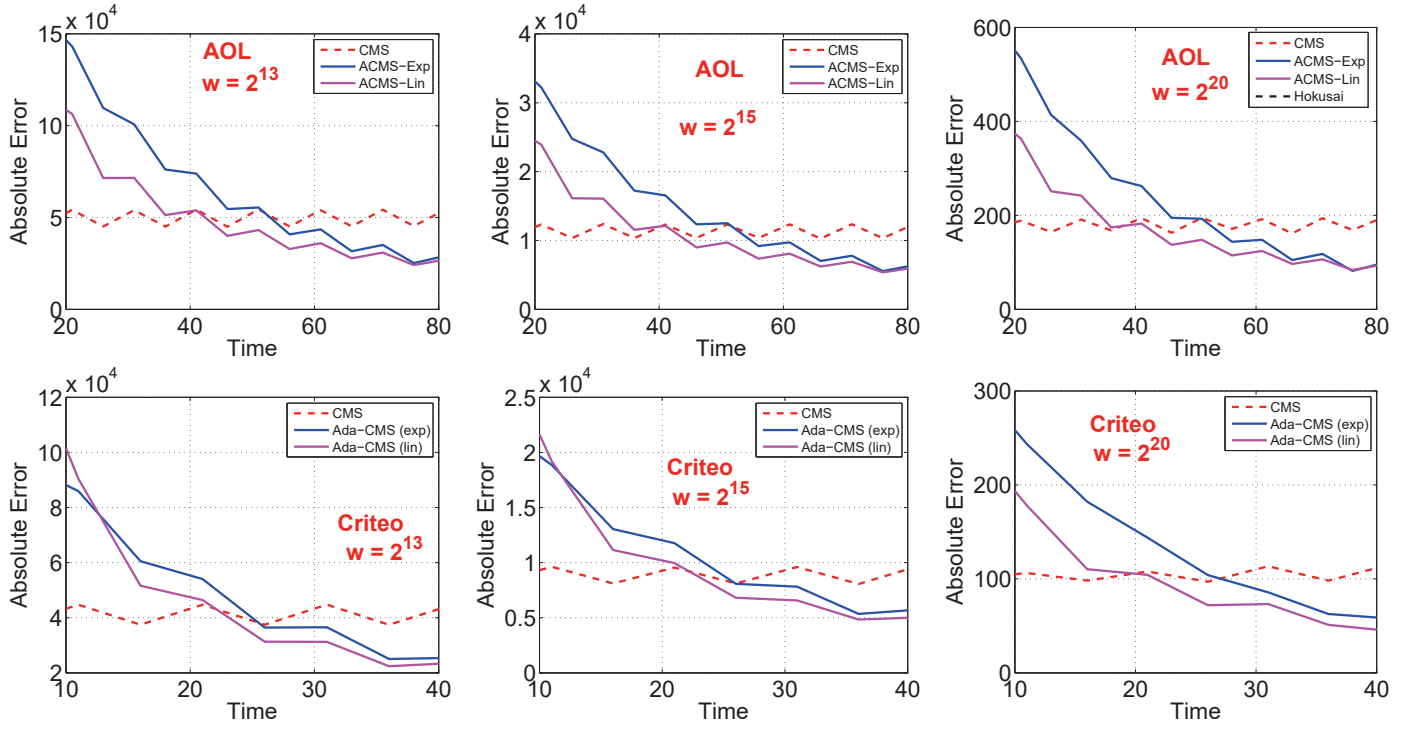 x 10^4
15
10
5
0
Absolute Error
20 40 60 80
Time
AOL
w = 2^13
CMS
ACMS−Exp
ACMS−Lin
x 10^4
4
3
2
1
0
Absolute Error
20 40 60 80
Time
AOL
w = 2^15
CMS
ACMS−Exp
ACMS−Lin
600
400
200
0
Absolute Error
20 40 60 80
Time
AOL
w = 2^20
CMS
ACMS−Exp
ACMS−Lin
Hokusai
x 10^4
12
10
8
6
4
2
Absolute Error
10 20 30 40
Time
Criteo
w = 2^13
CMS
Ada−CMS (exp)
Ada−CMS (lin)
x 10^4
2.5
2
1.5
1
0.5
0
Absolute Error
10 20 30 40
Time
Criteo
w = 2^15
CMS
Ada−CMS (exp)
Ada−CMS (lin)
300
200
100
0
Absolute Error
10 20 30 40
Time
Criteo
w = 2^20
CMS
Ada−CMS (exp)
Ada−CMS (lin)